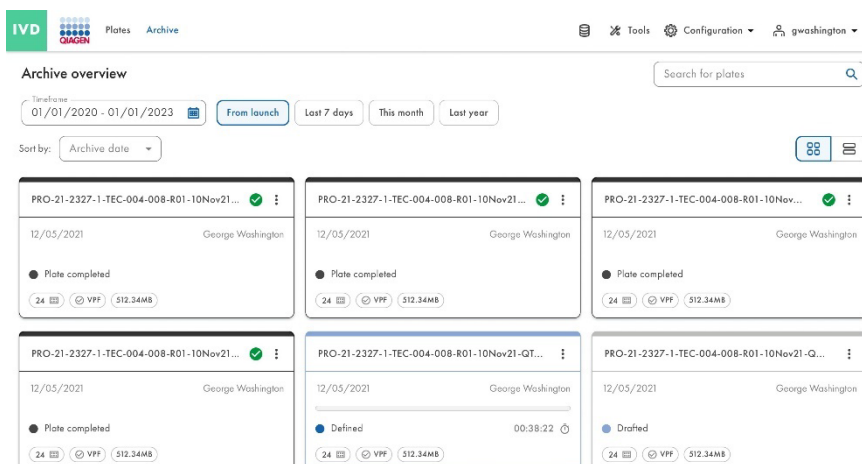 IVD QIAGEN Plates Archive Tools Configuration gwashington
Archive overview
Search for plates
Timeframe
01/01/2020 - 01/01/2023 From launch Last 7 days This month Last year
Sort by: Archive date
PRO-21-2327-1-TEC-004-008-R01-10Nov21... PRO-21-2327-1-TEC-004-008-R01-10Nov21... PRO-21-2327-1-TEC-004-008-R01-10Nov...
12/05/2021 George Washington 12/05/2021 George Washington 12/05/2021 George Washington
Plate completed Plate completed Plate completed
24 VPF 512.34MB 24 VPF 512.34MB 24 VPF 512.34MB
PRO-21-2327-1-TEC-004-008-R01-10Nov21... PRO-21-2327-1-TEC-004-008-R01-10Nov21-QT... PRO-21-2327-1-TEC-004-008-R01-10Nov21-Q...
12/05/2021 George Washington 12/05/2021 George Washington 12/05/2021 George Washington
Plate completed Defined 00:38:22 Drafted
24 VPF 512.34MB 24 VPF 512.34MB 24 VPF 512.34MB